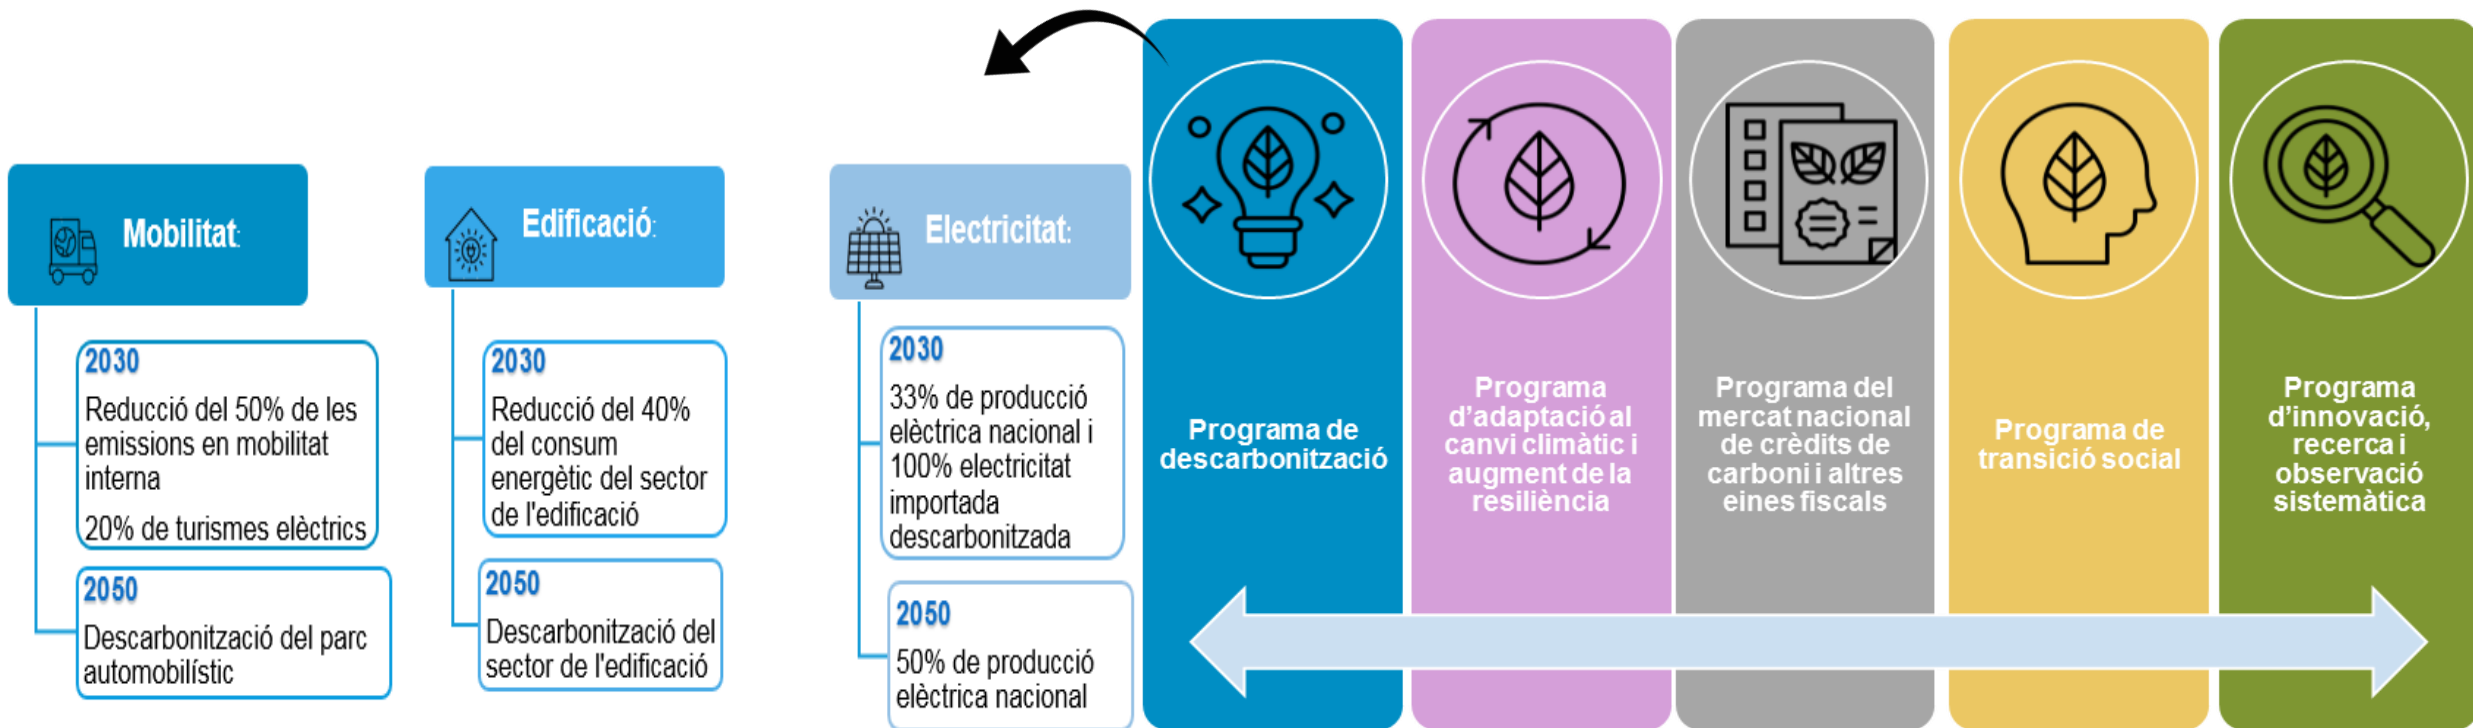 Mobilitat:
2030
Reducció del 50% de les
emissions en mobilitat
interna
20% de turismes elèctrics
2050
Descarbonització del parc
automobilístic
Edificació:
2030
Reducció del 40%
del consum
energètic del sector
de l'edificació
2050
Descarbonització del
sector de l'edificació
Electricitat:
2030
33% de producció
elèctrica nacional i
100% electricitat
importada
descarbonitzada
2050
50% de producció
elèctrica nacional
Programa de
descarbonització
Programa
d’adaptació al
canvi climàtic i
augment de la
resiliència
Programa del
mercat nacional
de crèdits de
carboni i altres
eines fiscals
Programa de
transició social
Programa
d’innovació,
recerca i
observació
sistemàtica